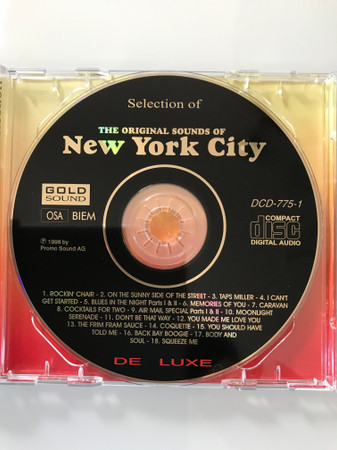 Selection of
THE ORIGINAL SOUNDS OF
New York City
GOLD
SOUND
OSA BIEM
DCD-775-1
COMPACT
disc
DIGITAL AUDIO
℗ 1998 by
Promo Sound AG
1. ROCKIN' CHAIR - 2. ON THE SUNNY SIDE OF THE STREET - 3. TAPS MILLER - 4. I CAN'T
GET STARTED - 5. BLUES IN THE NIGHT Parts I & II - 6. MEMORIES OF YOU - 7. CARAVAN
8. COCKTAILS FOR TWO - 9. AIR MAIL SPECIAL Parts I & II - 10. MOONLIGHT
SERENADE - 11. DON'T BE THAT WAY - 12. YOU MADE ME LOVE YOU
13. THE FRIM FRAM SAUCE - 14. COQUETTE - 15. YOU SHOULD HAVE
TOLD ME - 16. BACK BAY BOOGIE - 17. BODY AND
SOUL - 18. SQUEEZE ME
DE LUXE